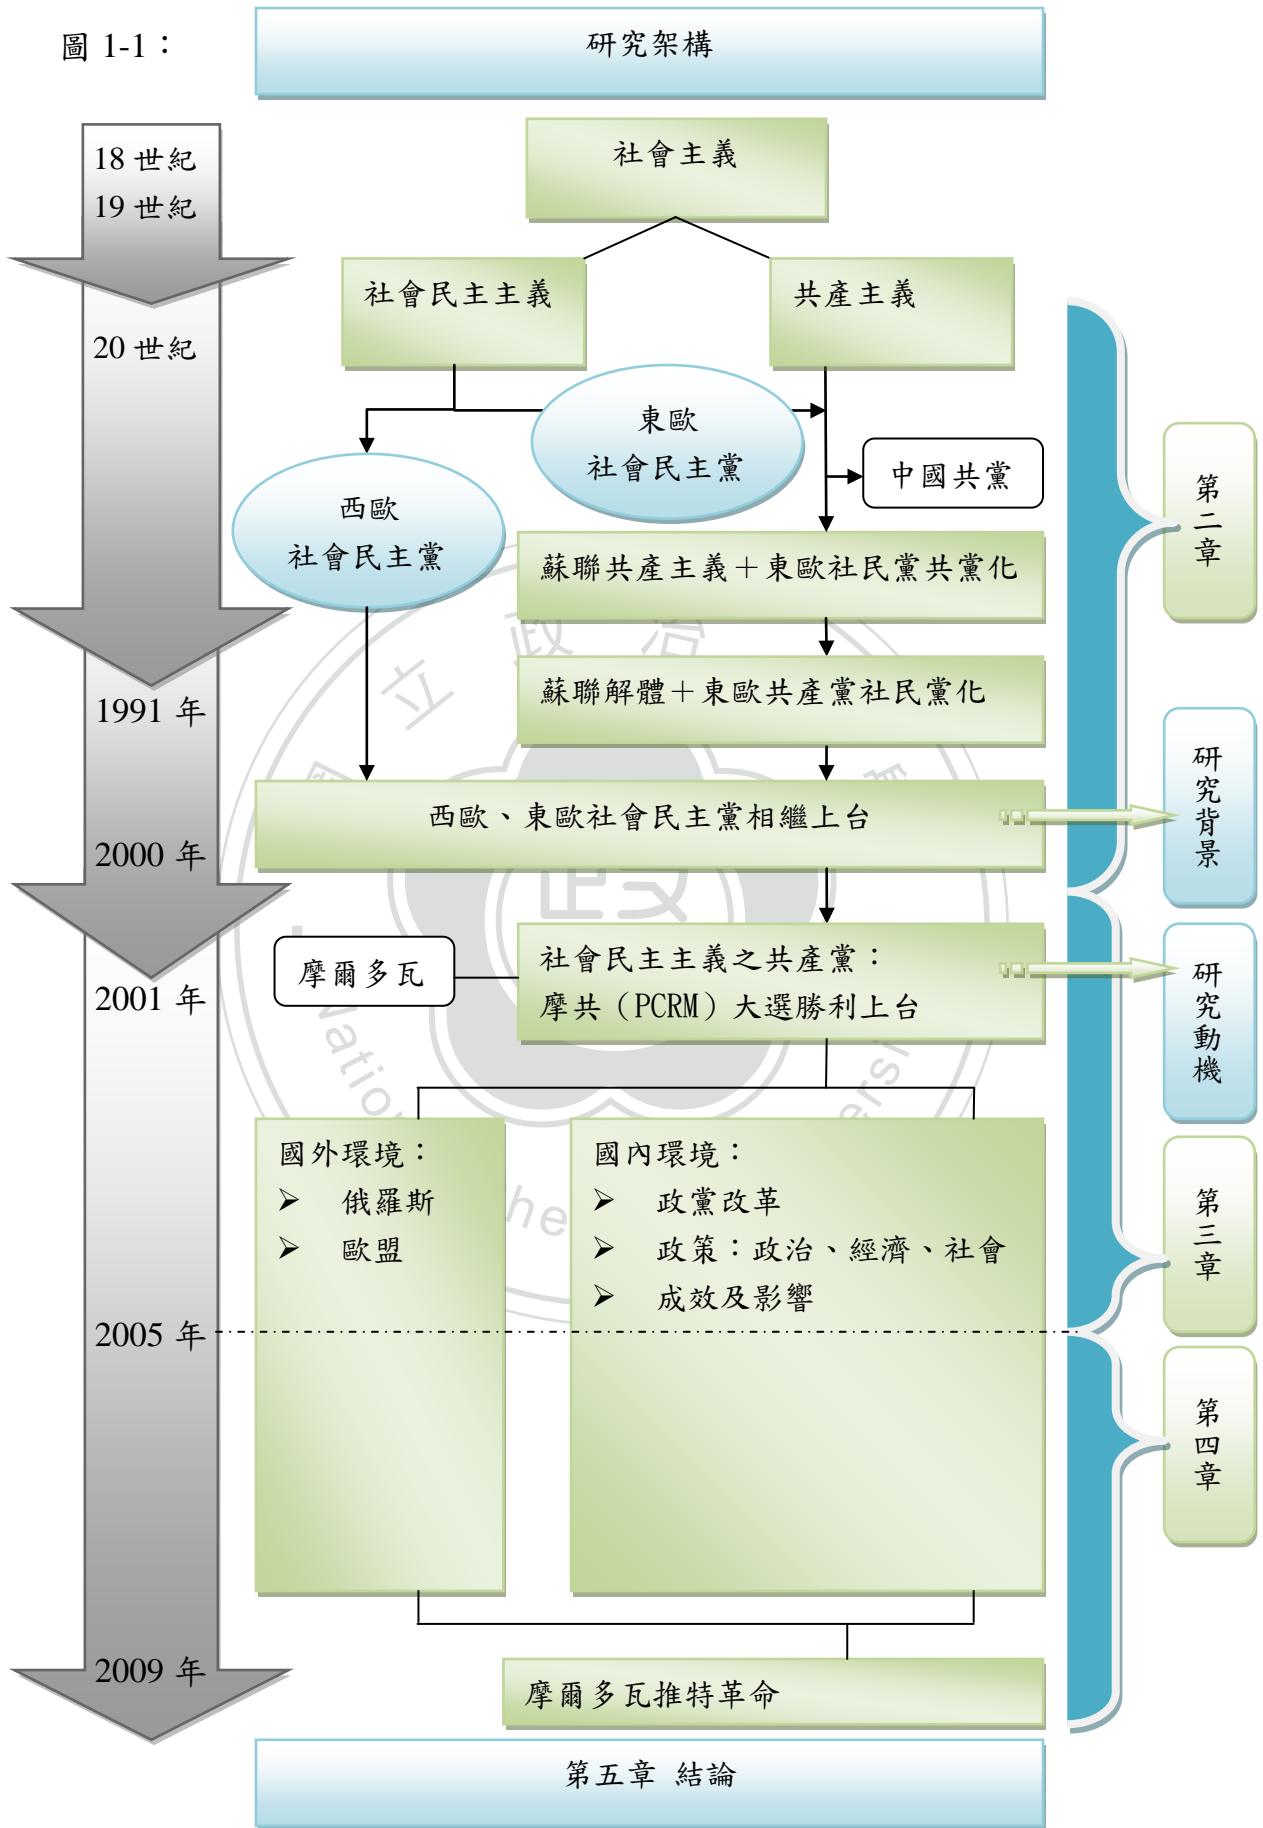 圖 1-1：
研究架構
18 世紀
19 世紀
社會主義
社會民主主義
共產主義
20 世紀
東歐
社會民主黨
中國共黨
西歐
社會民主黨
第二章
蘇聯共產主義＋東歐社民黨共黨化
蘇聯解體＋東歐共產黨社民黨化
1991 年
研究背景
西歐、東歐社會民主黨相繼上台
2000 年
摩爾多瓦
社會民主主義之共產黨：
摩共（PCRM）大選勝利上台
2001 年
研究動機
國外環境：
➢ 俄羅斯
➢ 歐盟
國內環境：
➢ 政黨改革
➢ 政策：政治、經濟、社會
➢ 成效及影響
第三章
2005 年
第四章
2009 年
摩爾多瓦推特革命
第五章 結論